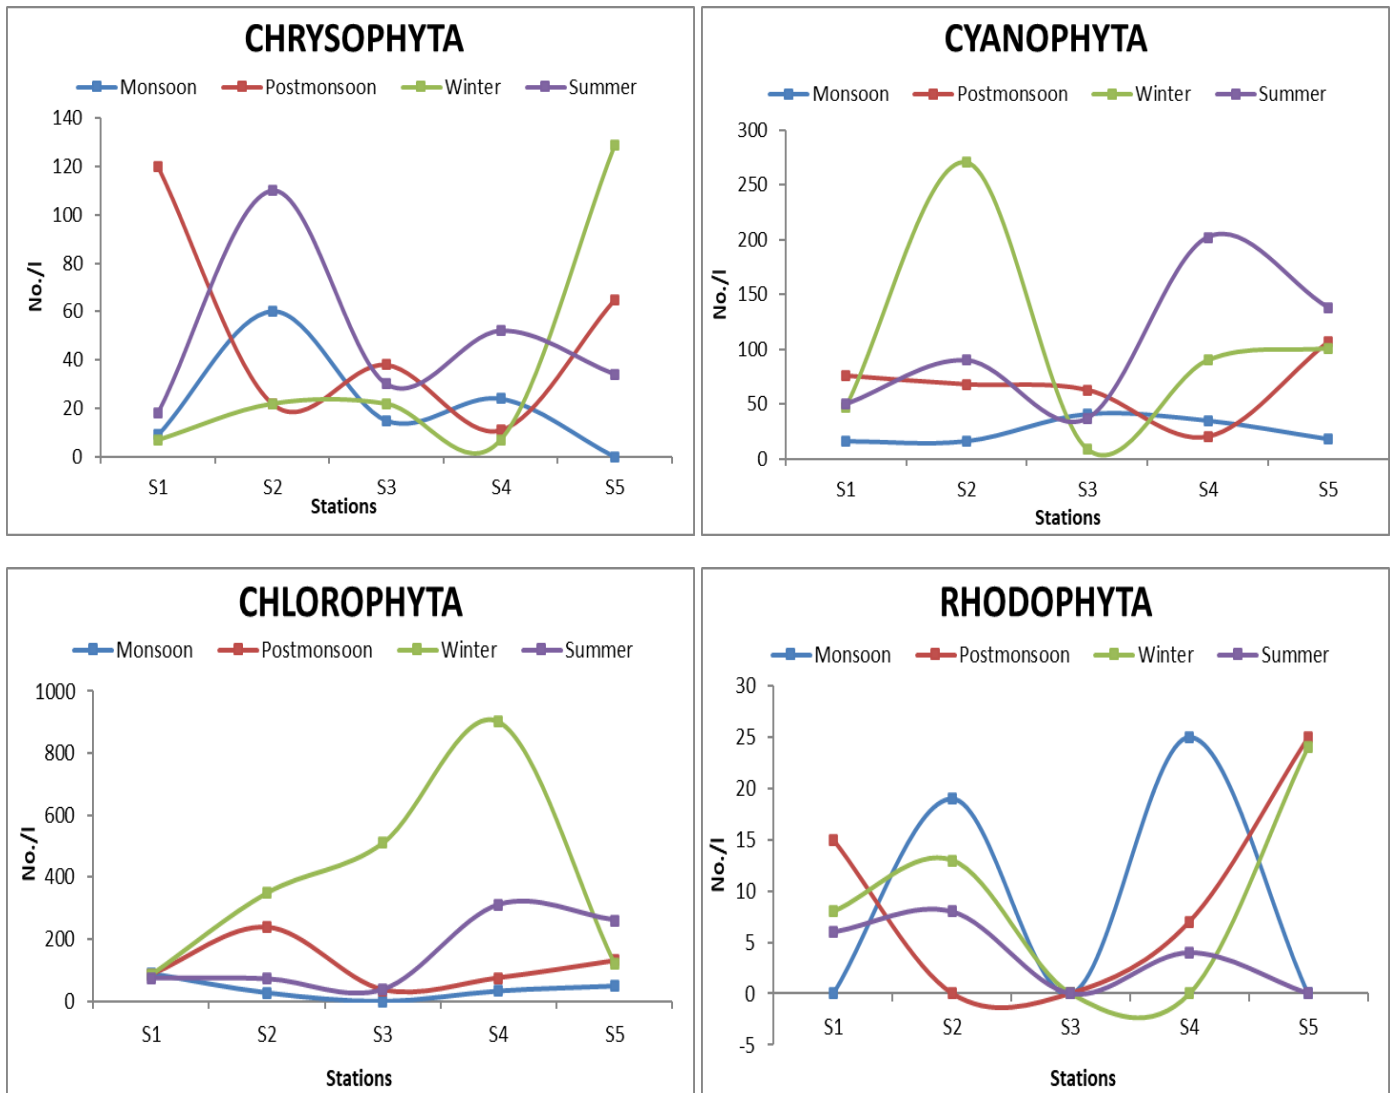 CHRYSOPHYTA
Monsoon Postmonsoon Winter Summer
140
120
100
80
60
40
20
0
No./l
S1 S2 S3 S4 S5
Stations
CYANOPHYTA
Monsoon Postmonsoon Winter Summer
300
250
200
150
100
50
0
No./l
S1 S2 S3 S4 S5
Stations
CHLOROPHYTA
Monsoon Postmonsoon Winter Summer
1000
800
600
400
200
0
No./l
S1 S2 S3 S4 S5
Stations
RHODOPHYTA
Monsoon Postmonsoon Winter Summer
30
25
20
15
10
5
0
-5
No./l
S1 S2 S3 S4 S5
Stations